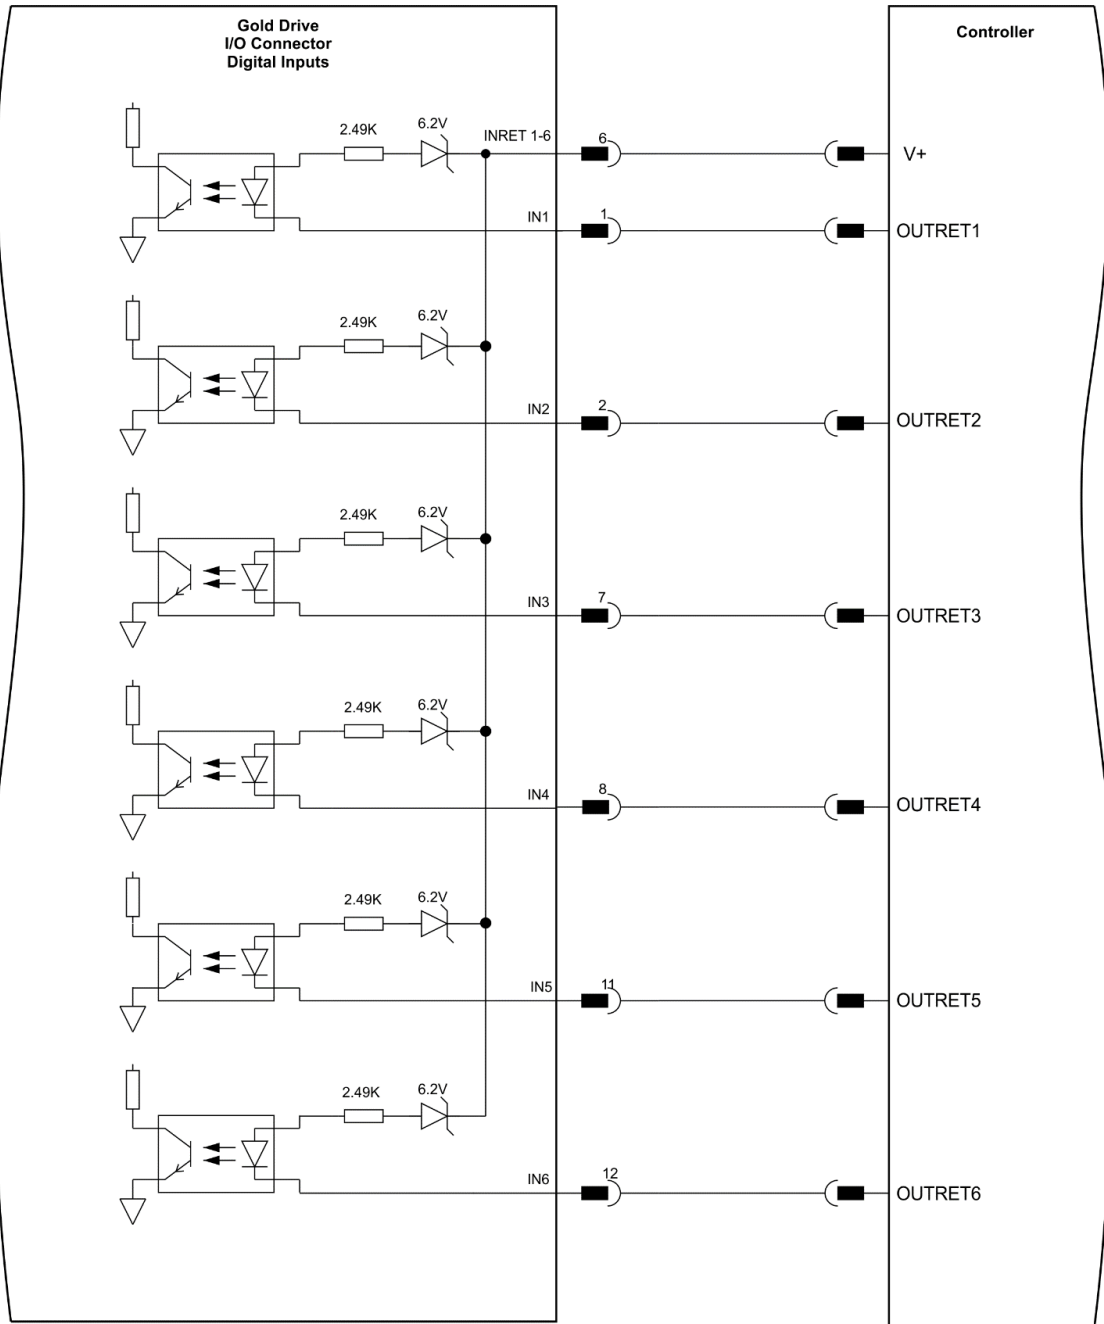 Gold Drive
I/O Connector
Digital Inputs
Controller
2.49K
6.2V
INRET 1-6
6
V+
IN1
1
OUTRET1
2.49K
6.2V
IN2
2
OUTRET2
2.49K
6.2V
IN3
7
OUTRET3
2.49K
6.2V
IN4
8
OUTRET4
2.49K
6.2V
IN5
11
OUTRET5
2.49K
6.2V
IN6
12
OUTRET6